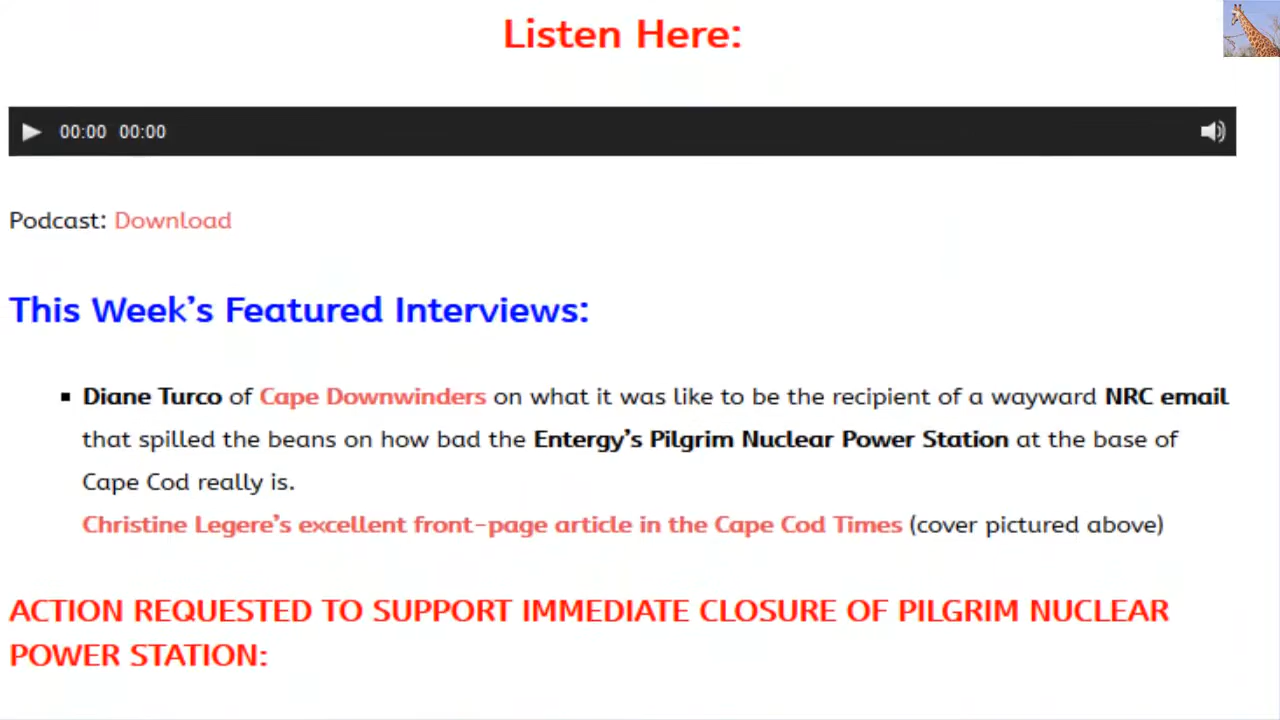 Listen Here:
00:00 00:00
Podcast: Download
This Week’s Featured Interviews:
Diane Turco of Cape Downwinders on what it was like to be the recipient of a wayward NRC email
that spilled the beans on how bad the Entergy’s Pilgrim Nuclear Power Station at the base of
Cape Cod really is.
Christine Legere’s excellent front-page article in the Cape Cod Times (cover pictured above)
ACTION REQUESTED TO SUPPORT IMMEDIATE CLOSURE OF PILGRIM NUCLEAR
POWER STATION: